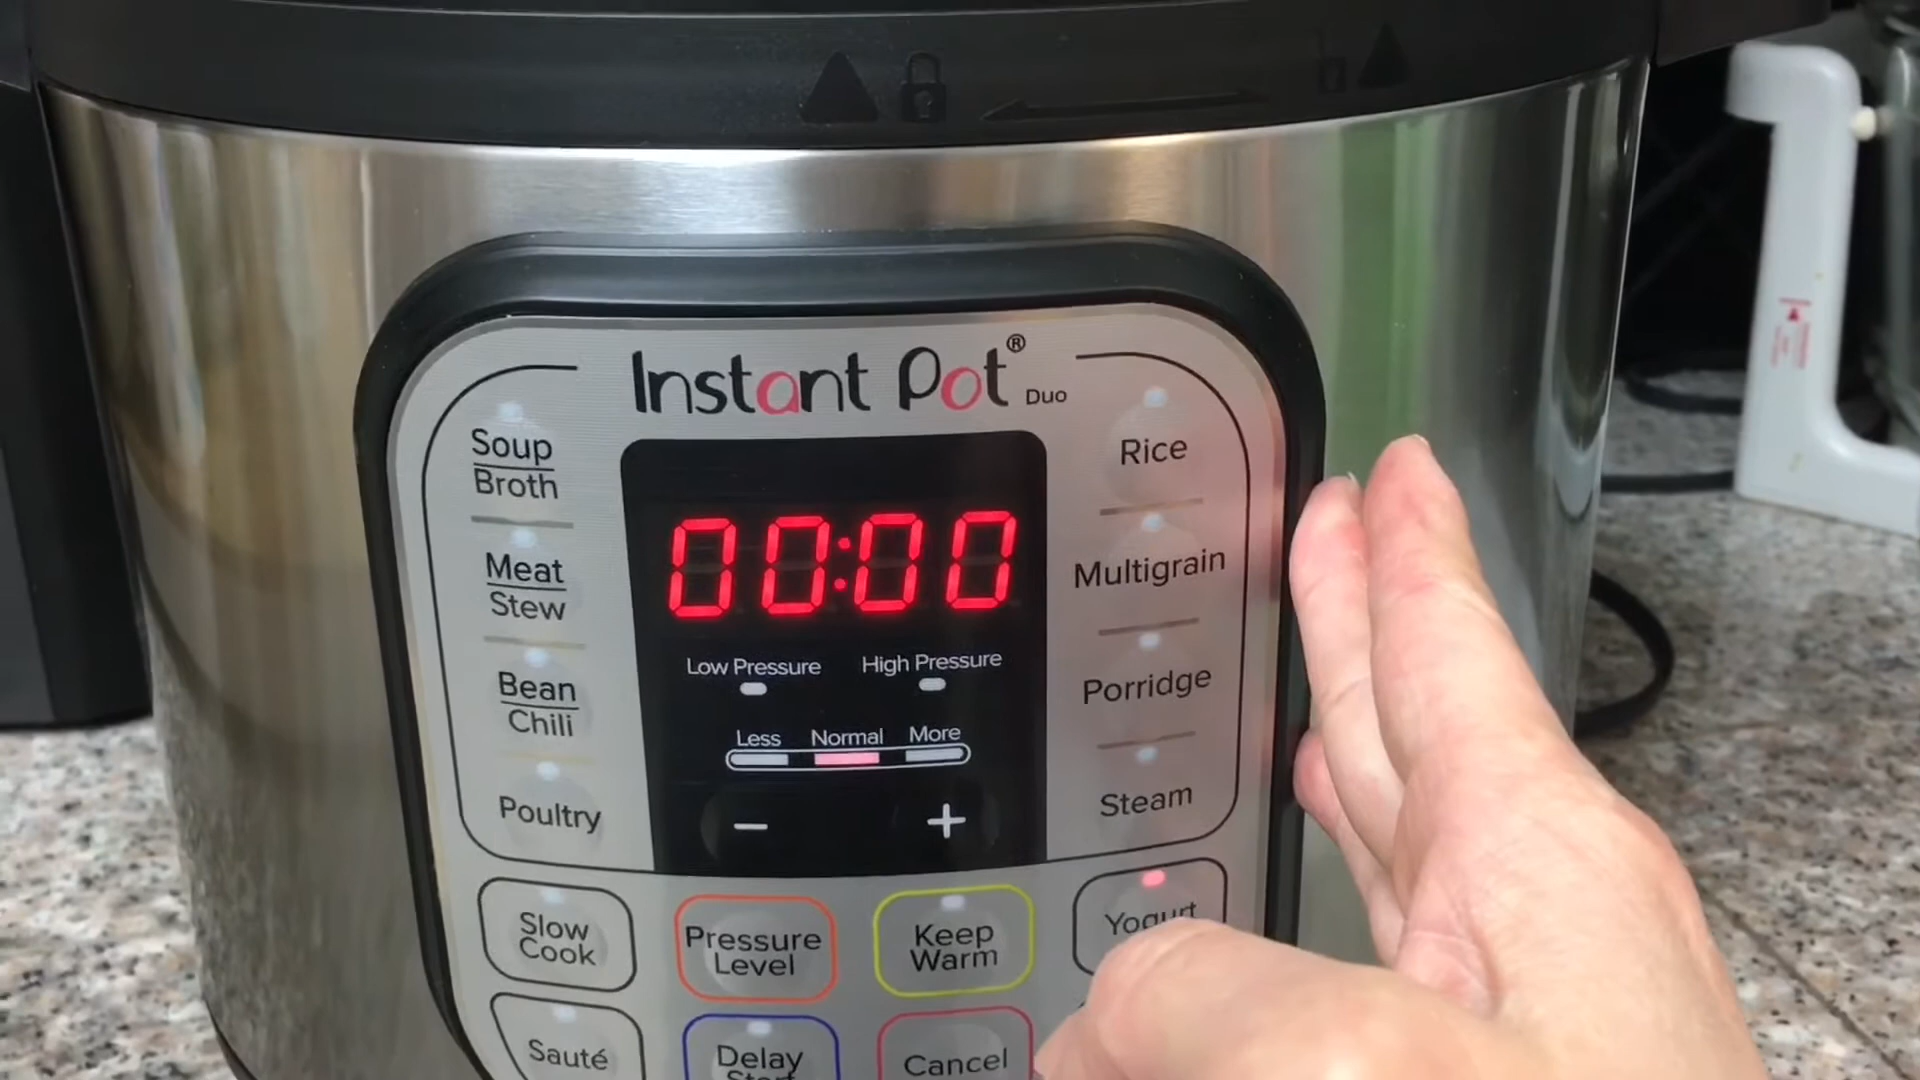 Instant Pot® Duo
Soup
Broth
Meat
Stew
Bean
Chili
Poultry
00:00
Low Pressure
High Pressure
Less
Normal
More
−
+
Rice
Multigrain
Porridge
Steam
Slow
Cook
Pressure
Level
Keep
Warm
Yogurt
Sauté
Delay
Start
Cancel